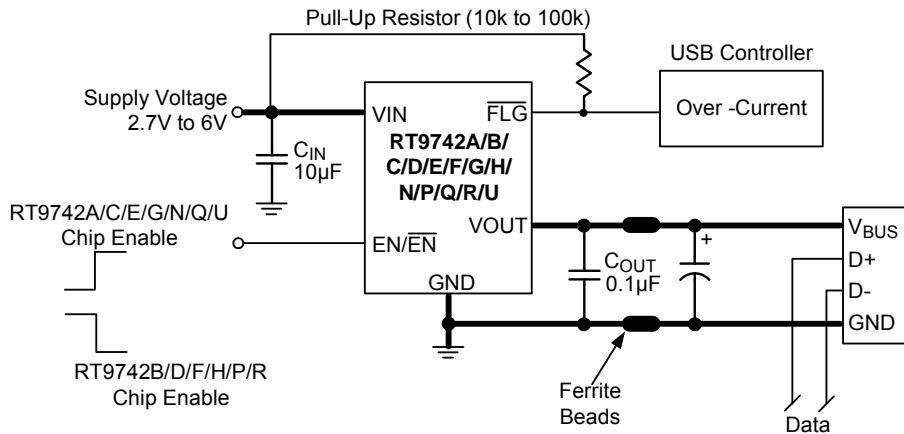 Pull-Up Resistor (10k to 100k)
USB Controller
Supply Voltage
2.7V to 6V
VIN
FLG
Over -Current
RT9742A/B/
C/D/E/F/G/H/
N/P/Q/R/U
CIN
10µF
RT9742A/C/E/G/N/Q/U
Chip Enable
EN/EN
VOUT
GND
COUT
0.1µF
+
VBUS
D+
D-
GND
RT9742B/D/F/H/P/R
Chip Enable
Ferrite
Beads
Data